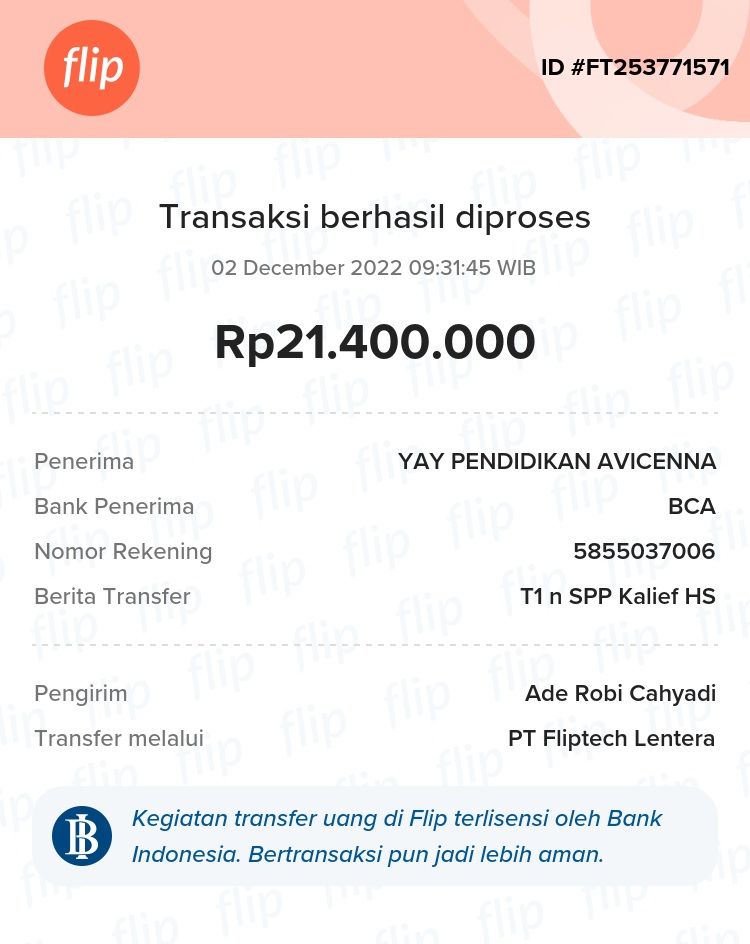 flip
ID #FT253771571
Transaksi berhasil diproses
02 December 2022 09:31:45 WIB
Rp21.400.000
Penerima YAY PENDIDIKAN AVICENNA
Bank Penerima BCA
Nomor Rekening 5855037006
Berita Transfer T1 n SPP Kalief HS
Pengirim Ade Robi Cahyadi
Transfer melalui PT Fliptech Lentera
Kegiatan transfer uang di Flip terlisensi oleh Bank
Indonesia. Bertransaksi pun jadi lebih aman.